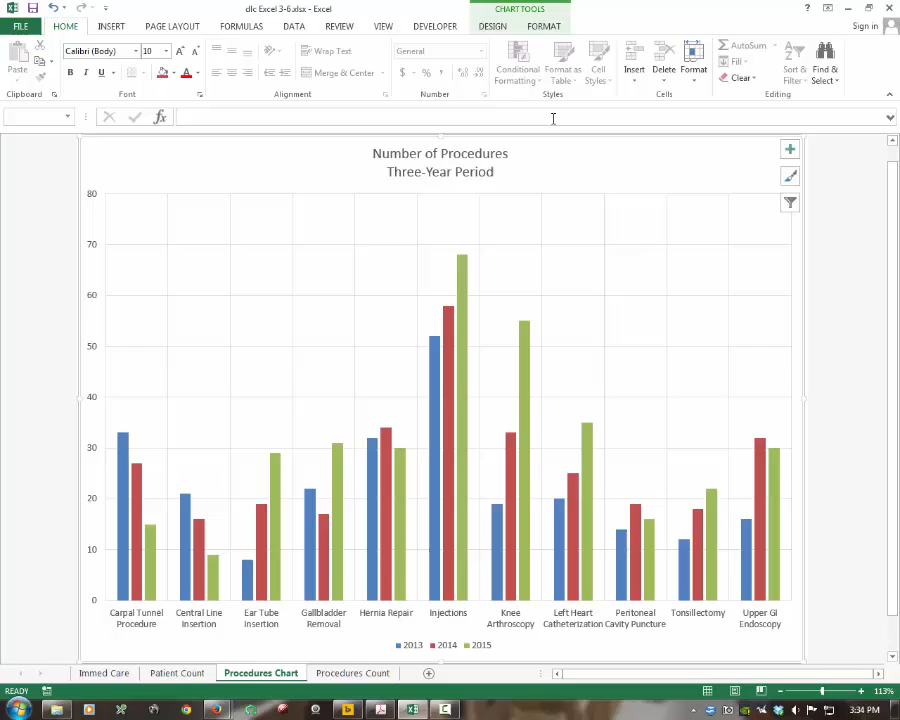 dlc Excel 3-6.xlsx - Excel
CHART TOOLS
FILE HOME INSERT PAGE LAYOUT FORMULAS DATA REVIEW VIEW DEVELOPER DESIGN FORMAT Sign in
Paste
Calibri (Body) 10
Wrap Text
General
AutoSum
B I U
Merge & Center
$ % ,
Conditional Formatting
Format as Table
Cell Styles
Insert Delete Format
Fill
Clear
Sort & Filter
Find & Select
Clipboard Font Alignment Number Styles Cells Editing
fx
Number of Procedures
Three-Year Period
80
70
60
50
40
30
20
10
0
Carpal Tunnel Procedure
Central Line Insertion
Ear Tube Insertion
Gallbladder Removal
Hernia Repair
Injections
Knee Arthroscopy
Left Heart Catheterization
Peritoneal Cavity Puncture
Tonsillectomy
Upper GI Endoscopy
2013 2014 2015
Immed Care Patient Count Procedures Chart Procedures Count
READY
113%
3:34 PM